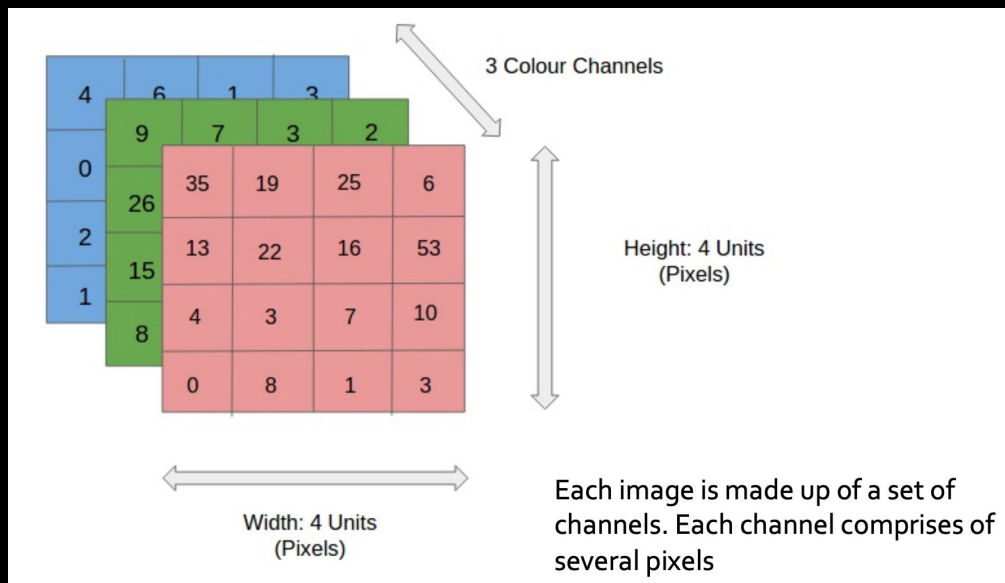 3 Colour Channels
4 6 1 3
9 7 3 2
0
35 19 25 6
26
2
13 22 16 53
Height: 4 Units
(Pixels)
15
1
4 3 7 10
8
0 8 1 3
Width: 4 Units
(Pixels)
Each image is made up of a set of
channels. Each channel comprises of
several pixels